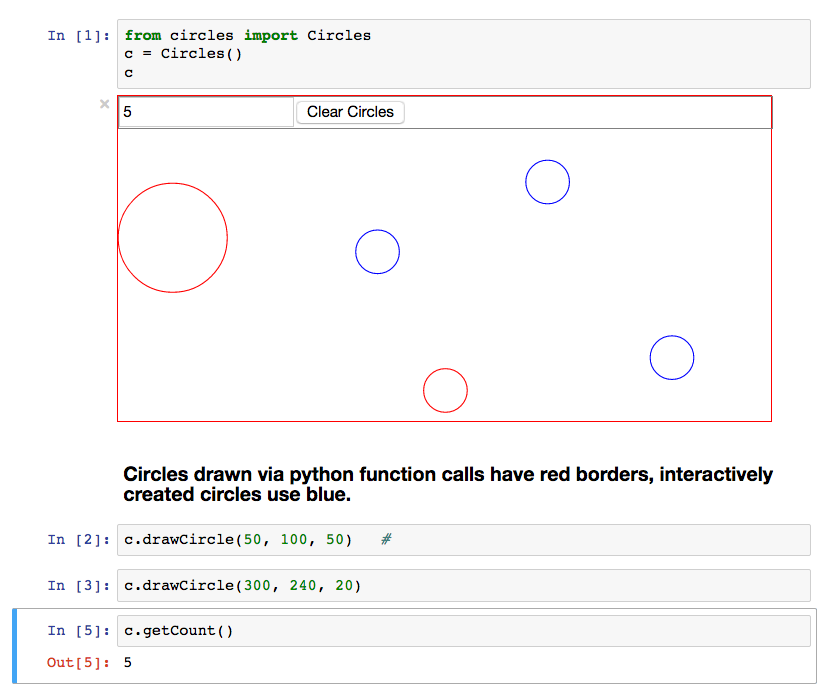 In [1]: from circles import Circles
c = Circles()
c
× 5 Clear Circles
Circles drawn via python function calls have red borders, interactively
created circles use blue.
In [2]: c.drawCircle(50, 100, 50)   #
In [3]: c.drawCircle(300, 240, 20)
In [5]: c.getCount()
Out[5]: 5